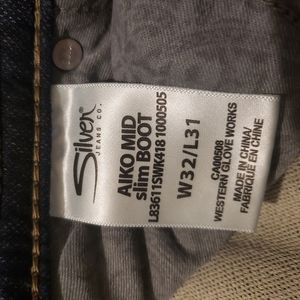 Silver
JEANS CO.
AIKO MID
slim BOOT
L83611SWK418 1000505
W32/L31
CA00508
WESTERN GLOVE WORKS
MADE IN CHINA/
FABRIQUÉ EN CHINE